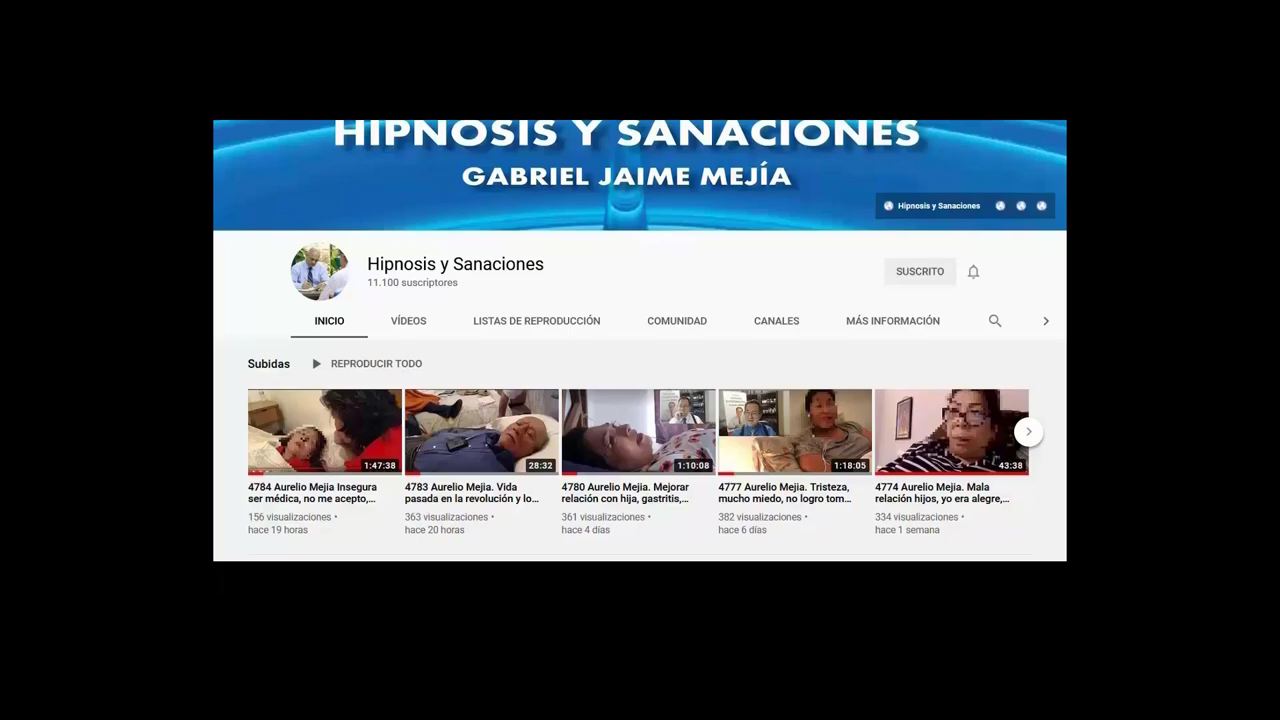 HIPNOSIS Y SANACIONES
GABRIEL JAIME MEJÍA
Hipnosis y Sanaciones
Hipnosis y Sanaciones
11.100 suscriptores
SUSCRITO
INICIO VÍDEOS LISTAS DE REPRODUCCIÓN COMUNIDAD CANALES MÁS INFORMACIÓN
Subidas REPRODUCIR TODO
1:47:38 28:32 1:10:08 1:18:05 43:38
4784 Aurelio Mejia Insegura
ser médica, no me acepto,...
156 visualizaciones •
hace 19 horas
4783 Aurelio Mejia. Vida
pasada en la revolución y lo...
363 visualizaciones •
hace 20 horas
4780 Aurelio Mejia. Mejorar
relación con hija, gastritis,...
361 visualizaciones •
hace 4 días
4777 Aurelio Mejia. Tristeza,
mucho miedo, no logro tom...
382 visualizaciones •
hace 6 días
4774 Aurelio Mejia. Mala
relación hijos, yo era alegre,...
334 visualizaciones •
hace 1 semana